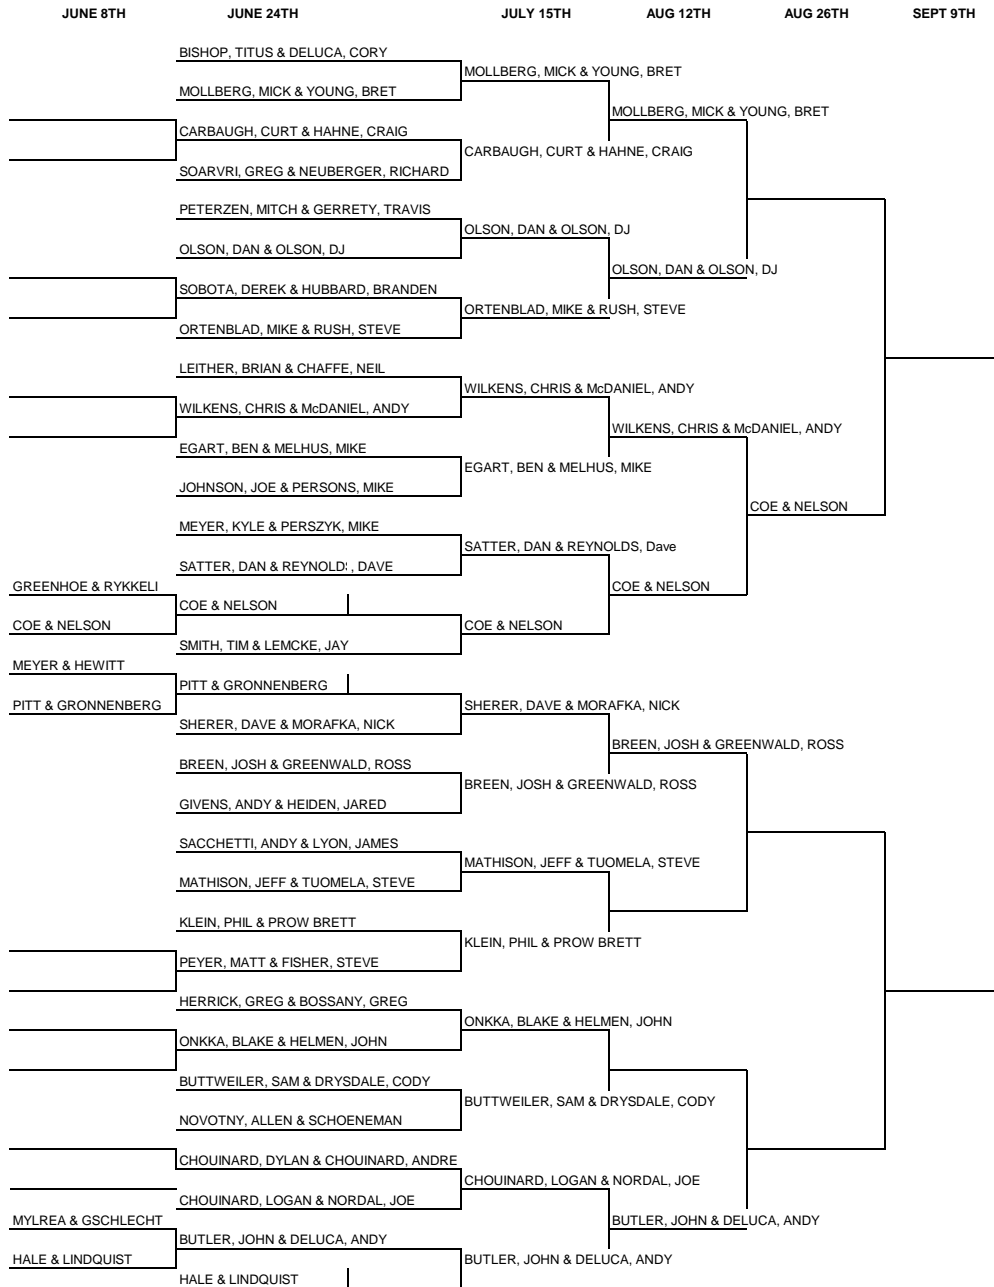 JUNE 8TH JUNE 24TH JULY 15TH AUG 12TH AUG 26TH SEPT 9TH
BISHOP, TITUS & DELUCA, CORY
MOLLBERG, MICK & YOUNG, BRET
MOLLBERG, MICK & YOUNG, BRET
MOLLBERG, MICK & YOUNG, BRET
CARBAUGH, CURT & HAHNE, CRAIG
CARBAUGH, CURT & HAHNE, CRAIG
SOARVRI, GREG & NEUBERGER, RICHARD
PETERZEN, MITCH & GERRETY, TRAVIS
OLSON, DAN & OLSON, DJ
OLSON, DAN & OLSON, DJ
OLSON, DAN & OLSON, DJ
SOBOTA, DEREK & HUBBARD, BRANDEN
ORTENBLAD, MIKE & RUSH, STEVE
ORTENBLAD, MIKE & RUSH, STEVE
LEITHER, BRIAN & CHAFFE, NEIL
WILKENS, CHRIS & McDANIEL, ANDY
WILKENS, CHRIS & McDANIEL, ANDY
WILKENS, CHRIS & McDANIEL, ANDY
EGART, BEN & MELHUS, MIKE
EGART, BEN & MELHUS, MIKE
JOHNSON, JOE & PERSONS, MIKE
COE & NELSON
MEYER, KYLE & PERSZYK, MIKE
SATTER, DAN & REYNOLDS, Dave
SATTER, DAN & REYNOLDS, DAVE
GREENHOE & RYKKELI COE & NELSON
COE & NELSON
COE & NELSON COE & NELSON
SMITH, TIM & LEMCKE, JAY
MEYER & HEWITT
PITT & GRONNENBERG
PITT & GRONNENBERG SHERER, DAVE & MORAFKA, NICK
SHERER, DAVE & MORAFKA, NICK
BREEN, JOSH & GREENWALD, ROSS
BREEN, JOSH & GREENWALD, ROSS
BREEN, JOSH & GREENWALD, ROSS
GIVENS, ANDY & HEIDEN, JARED
SACCHETTI, ANDY & LYON, JAMES
MATHISON, JEFF & TUOMELA, STEVE
MATHISON, JEFF & TUOMELA, STEVE
KLEIN, PHIL & PROW BRETT
KLEIN, PHIL & PROW BRETT
PEYER, MATT & FISHER, STEVE
HERRICK, GREG & BOSSANY, GREG
ONKKA, BLAKE & HELMEN, JOHN
ONKKA, BLAKE & HELMEN, JOHN
BUTTWEILER, SAM & DRYSDALE, CODY
BUTTWEILER, SAM & DRYSDALE, CODY
NOVOTNY, ALLEN & SCHOENEMAN
CHOUINARD, DYLAN & CHOUINARD, ANDRE
CHOUINARD, LOGAN & NORDAL, JOE
CHOUINARD, LOGAN & NORDAL, JOE
MYLREA & GSCHLECHT BUTLER, JOHN & DELUCA, ANDY
BUTLER, JOHN & DELUCA, ANDY
HALE & LINDQUIST BUTLER, JOHN & DELUCA, ANDY
HALE & LINDQUIST